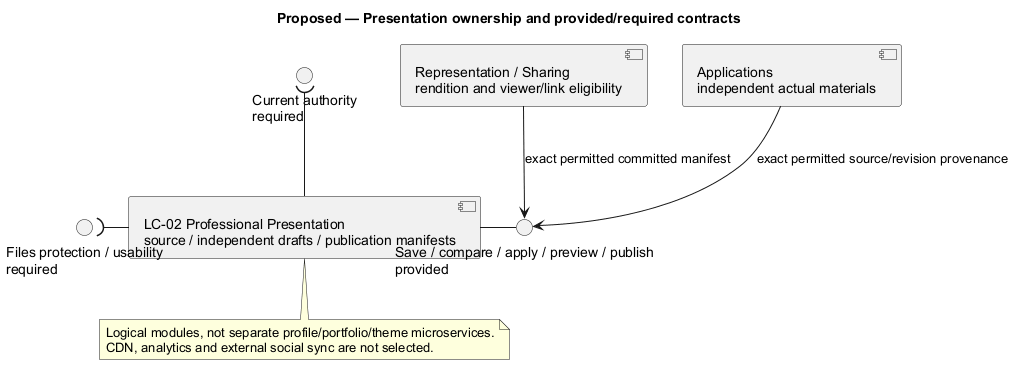 Proposed — Presentation ownership and provided/required contracts
Representation / Sharing
rendition and viewer/link eligibility
Applications
independent actual materials
Current authority
required
exact permitted committed manifest
exact permitted source/revision provenance
LC-02 Professional Presentation
source / independent drafts / publication manifests
Files protection / usability
required
Save / compare / apply / preview / publish
provided
Logical modules, not separate profile/portfolio/theme microservices.
CDN, analytics and external social sync are not selected.